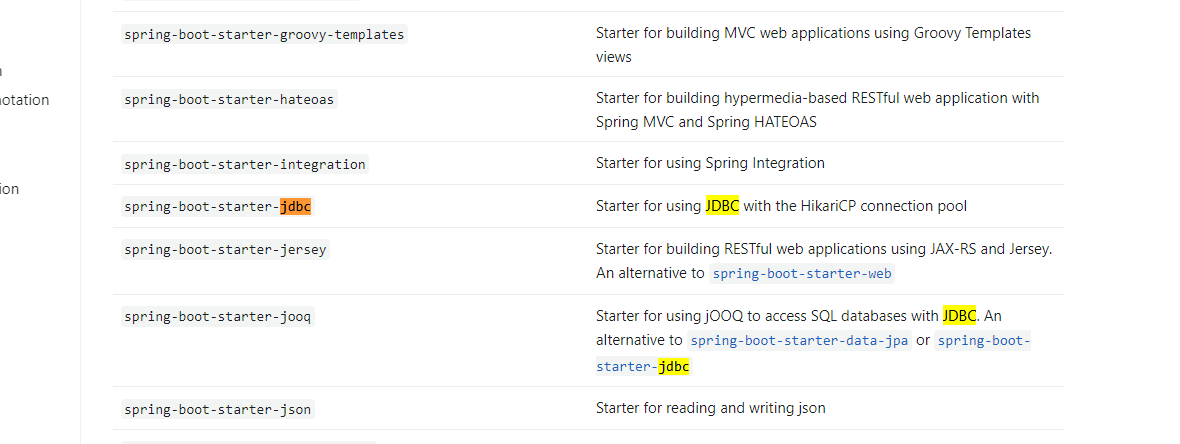 spring-boot-starter-groovy-templates
Starter for building MVC web applications using Groovy Templates
views
spring-boot-starter-hateoas
Starter for building hypermedia-based RESTful web application with
Spring MVC and Spring HATEOAS
notation
spring-boot-starter-integration
Starter for using Spring Integration
ion
spring-boot-starter-jdbc
Starter for using JDBC with the HikariCP connection pool
spring-boot-starter-jersey
Starter for building RESTful web applications using JAX-RS and Jersey.
An alternative to spring-boot-starter-web
spring-boot-starter-jooq
Starter for using jOOQ to access SQL databases with JDBC. An
alternative to spring-boot-starter-data-jpa or spring-boot-
starter-jdbc
spring-boot-starter-json
Starter for reading and writing json